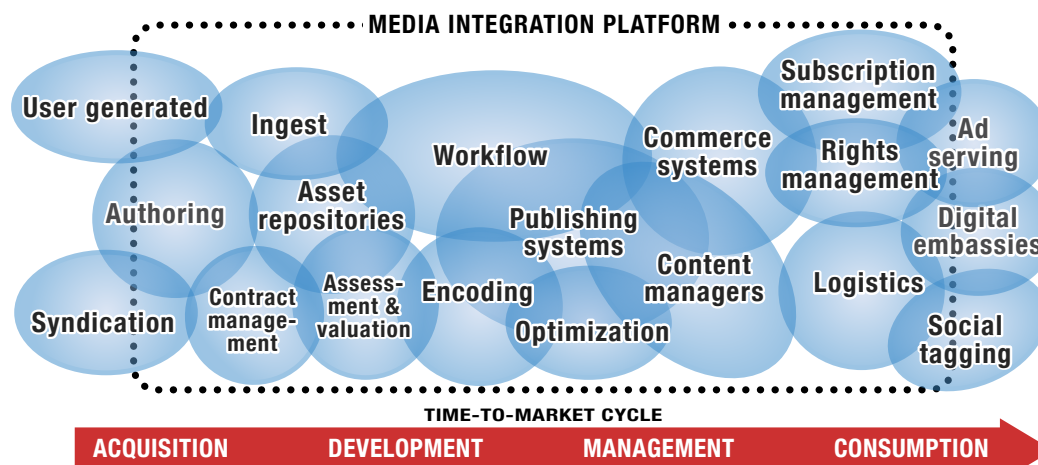 MEDIA INTEGRATION PLATFORM
User generated
Ingest
Workflow
Commerce
systems
Subscription
management
Ad
serving
Rights
management
Authoring
Asset
repositories
Publishing
systems
Digital
embassies
Syndication
Contract
manage-
ment
Assess-
ment &
valuation
Encoding
Optimization
Content
managers
Logistics
Social
tagging
TIME-TO-MARKET CYCLE
ACQUISITION DEVELOPMENT MANAGEMENT CONSUMPTION